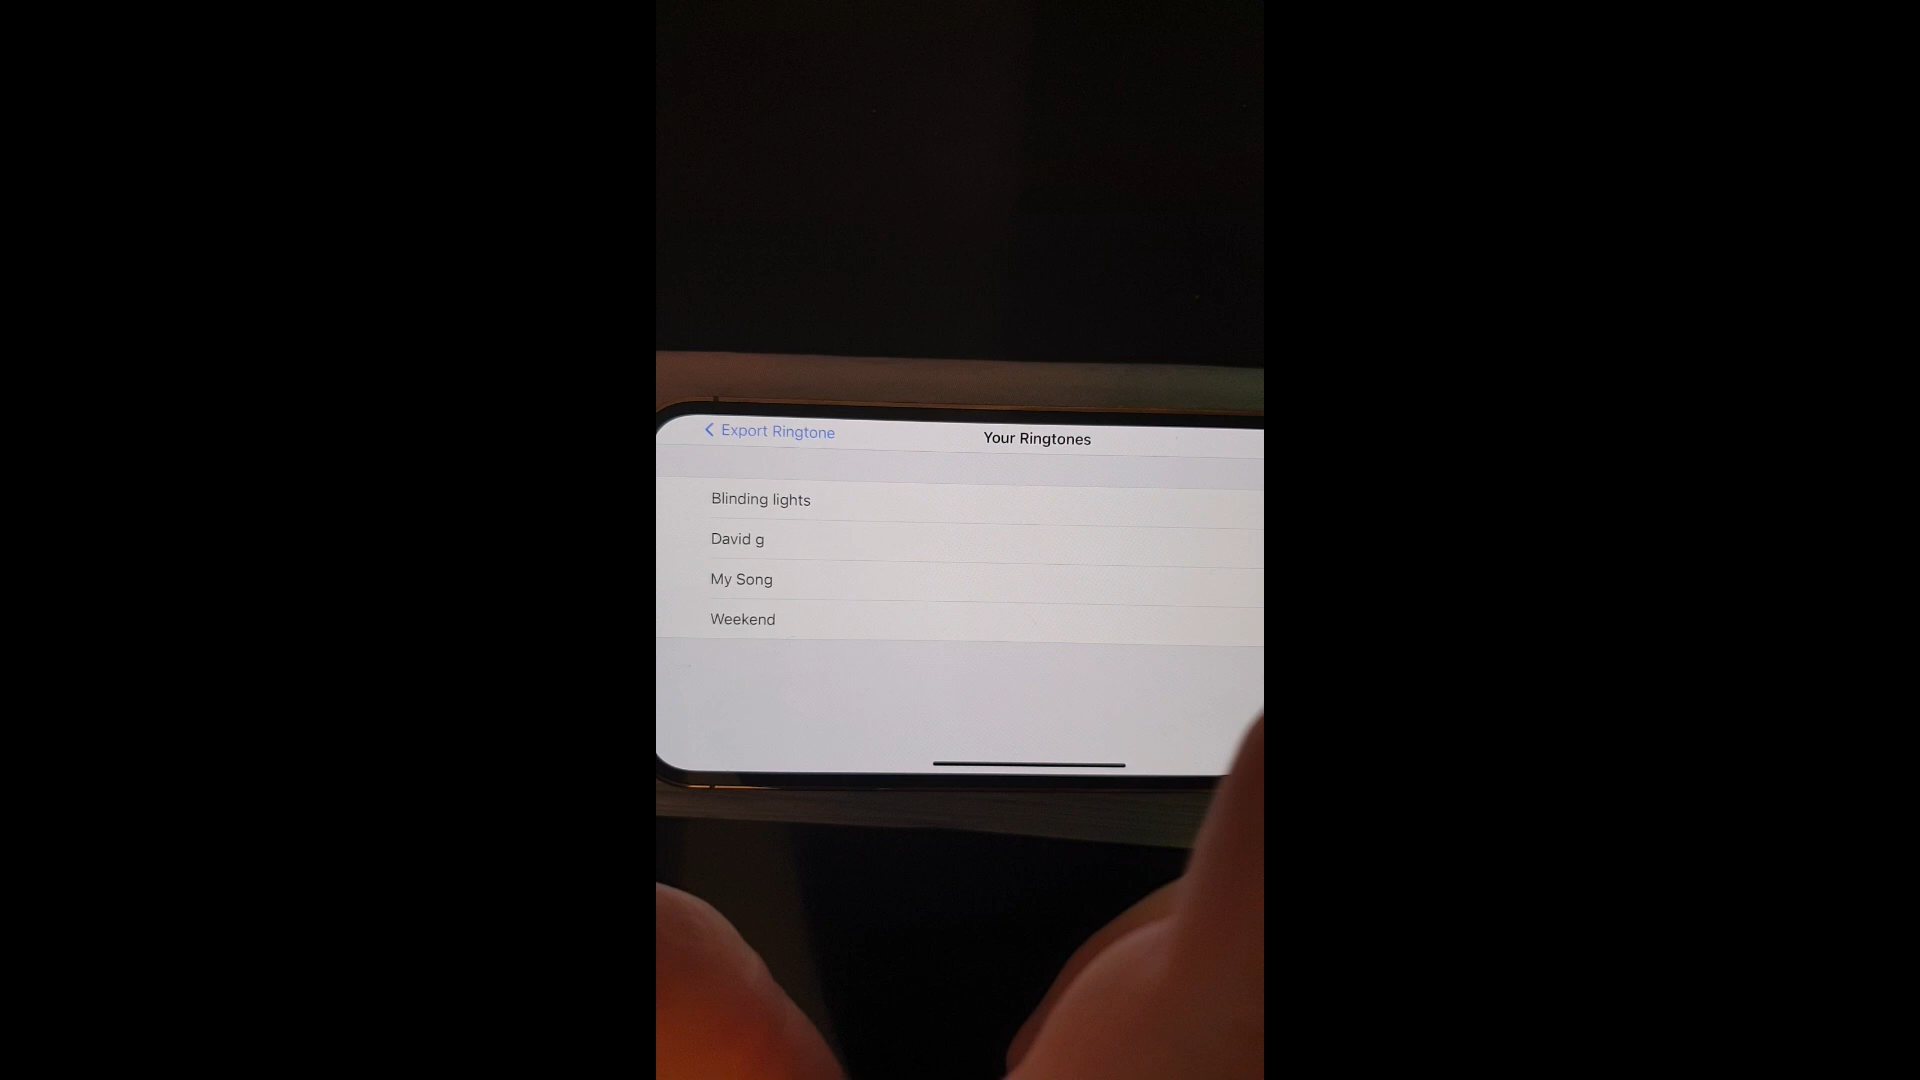 Export Ringtone
Your Ringtones
Blinding lights
David g
My Song
Weekend